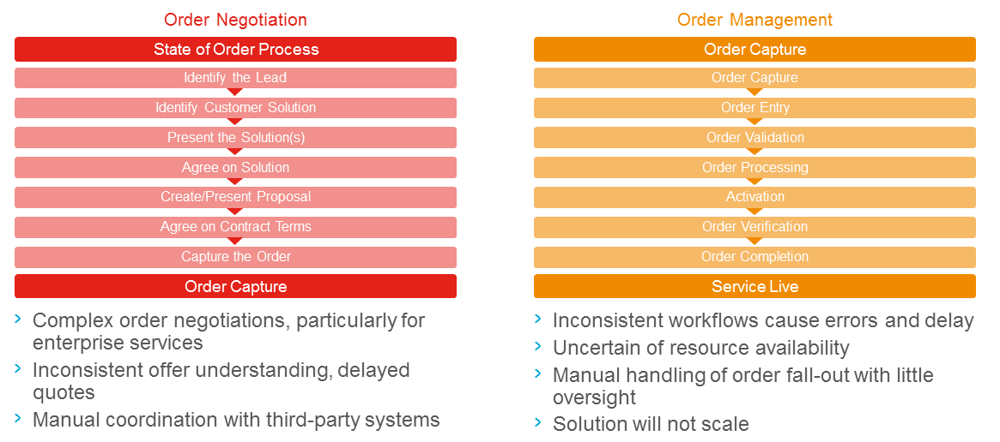 Order Negotiation
State of Order Process
Identify the Lead
Identify Customer Solution
Present the Solution(s)
Agree on Solution
Create/Present Proposal
Agree on Contract Terms
Capture the Order
Order Capture
Complex order negotiations, particularly for
enterprise services
Inconsistent offer understanding, delayed
quotes
Manual coordination with third-party systems
Order Management
Order Capture
Order Capture
Order Entry
Order Validation
Order Processing
Activation
Order Verification
Order Completion
Service Live
Inconsistent workflows cause errors and delay
Uncertain of resource availability
Manual handling of order fall-out with little
oversight
Solution will not scale